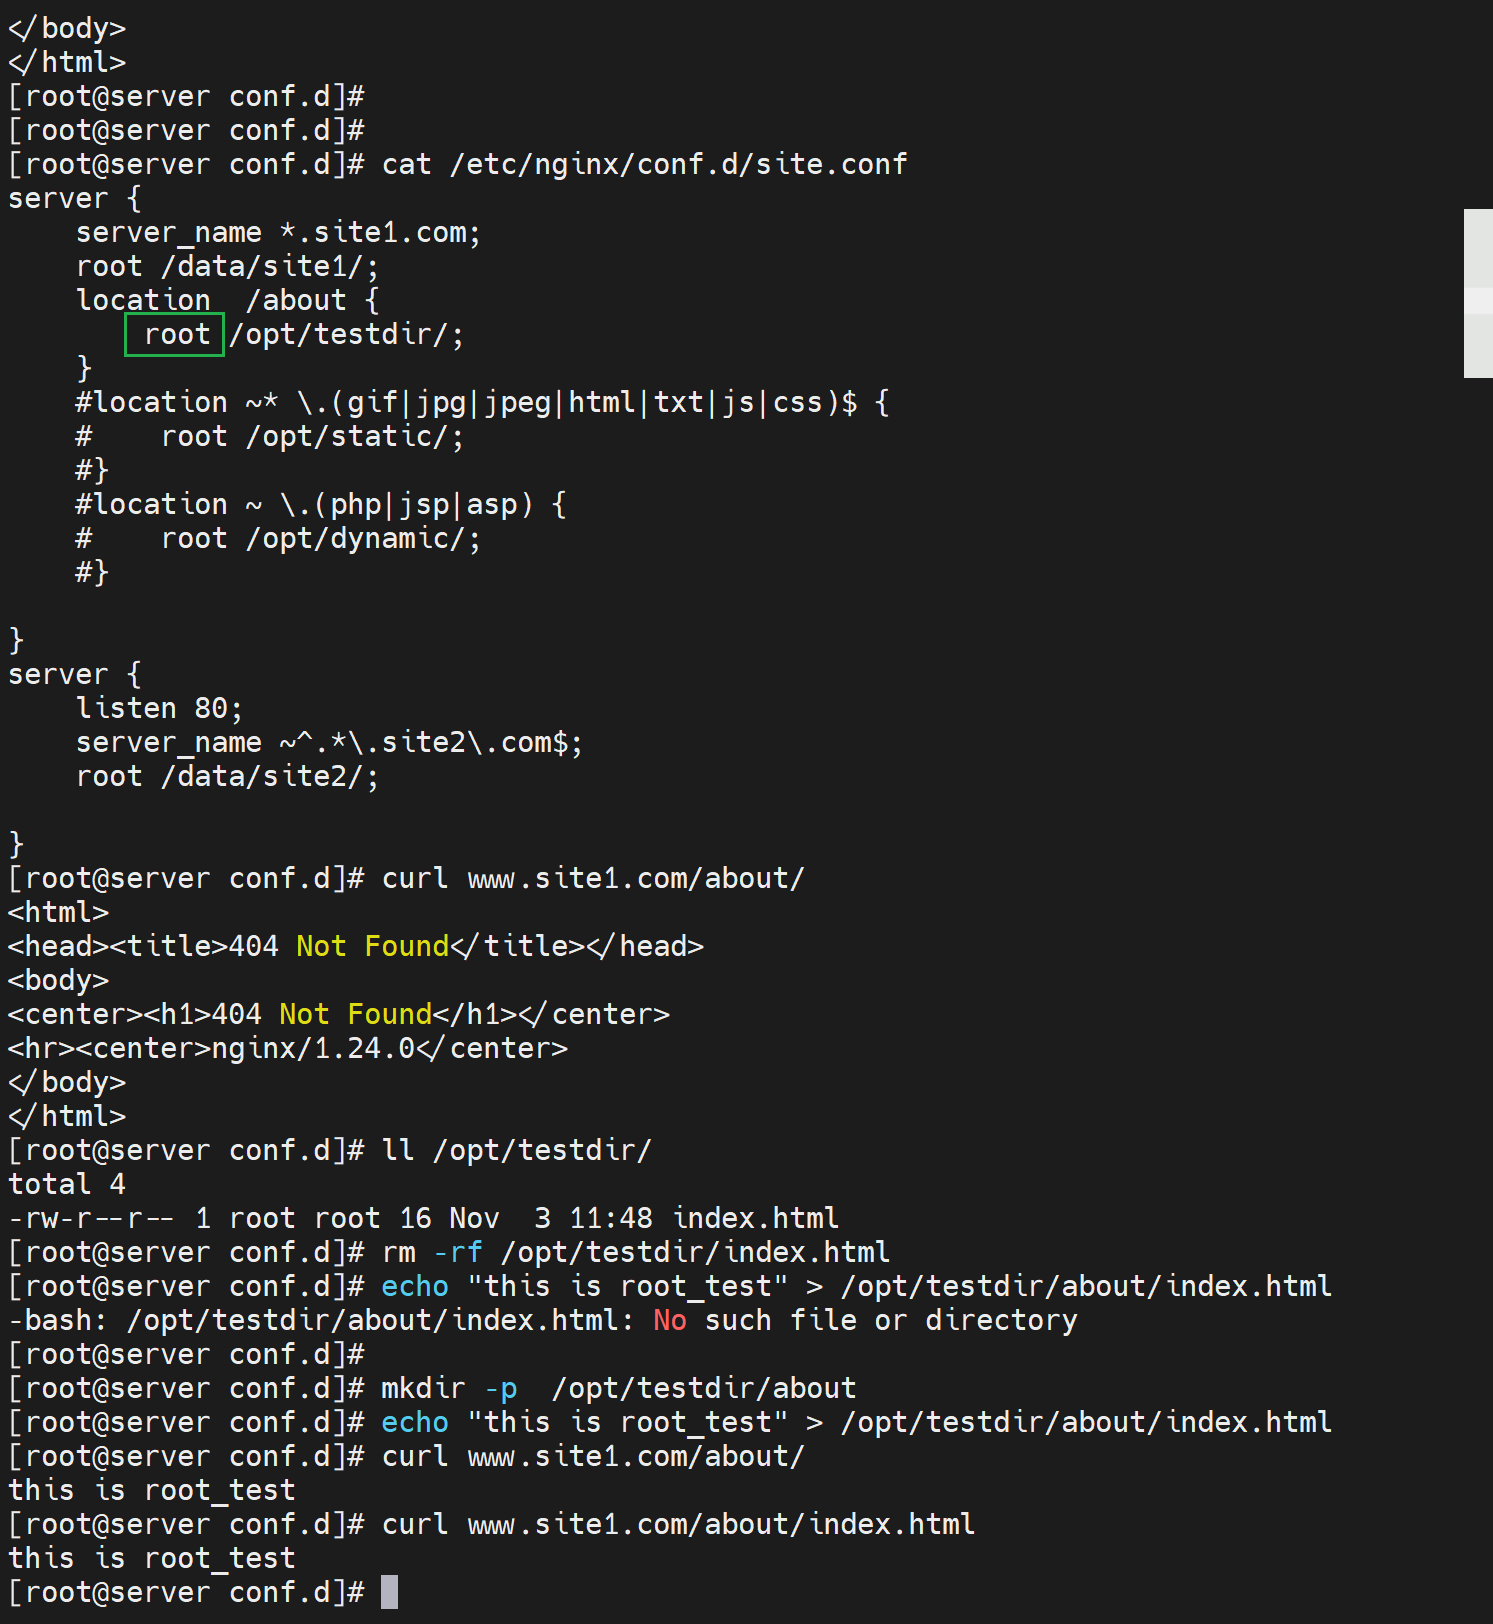 </body>
</html>
[root@server conf.d]#
[root@server conf.d]#
[root@server conf.d]# cat /etc/nginx/conf.d/site.conf
server {
    server_name *.site1.com;
    root /data/site1/;
    location  /about {
        root /opt/testdir/;
    }
    #location ~* \.(gif|jpg|jpeg|html|txt|js|css)$ {
    #    root /opt/static/;
    #}
    #location ~ \.(php|jsp|asp) {
    #    root /opt/dynamic/;
    #}

}
server {
    listen 80;
    server_name ~^.*\.site2\.com$;
    root /data/site2/;

}
[root@server conf.d]# curl www.site1.com/about/
<html>
<head><title>404 Not Found</title></head>
<body>
<center><h1>404 Not Found</h1></center>
<hr><center>nginx/1.24.0</center>
</body>
</html>
[root@server conf.d]# ll /opt/testdir/
total 4
-rw-r--r-- 1 root root 16 Nov  3 11:48 index.html
[root@server conf.d]# rm -rf /opt/testdir/index.html
[root@server conf.d]# echo "this is root_test" > /opt/testdir/about/index.html
-bash: /opt/testdir/about/index.html: No such file or directory
[root@server conf.d]#
[root@server conf.d]# mkdir -p  /opt/testdir/about
[root@server conf.d]# echo "this is root_test" > /opt/testdir/about/index.html
[root@server conf.d]# curl www.site1.com/about/
this is root_test
[root@server conf.d]# curl www.site1.com/about/index.html
this is root_test
[root@server conf.d]#